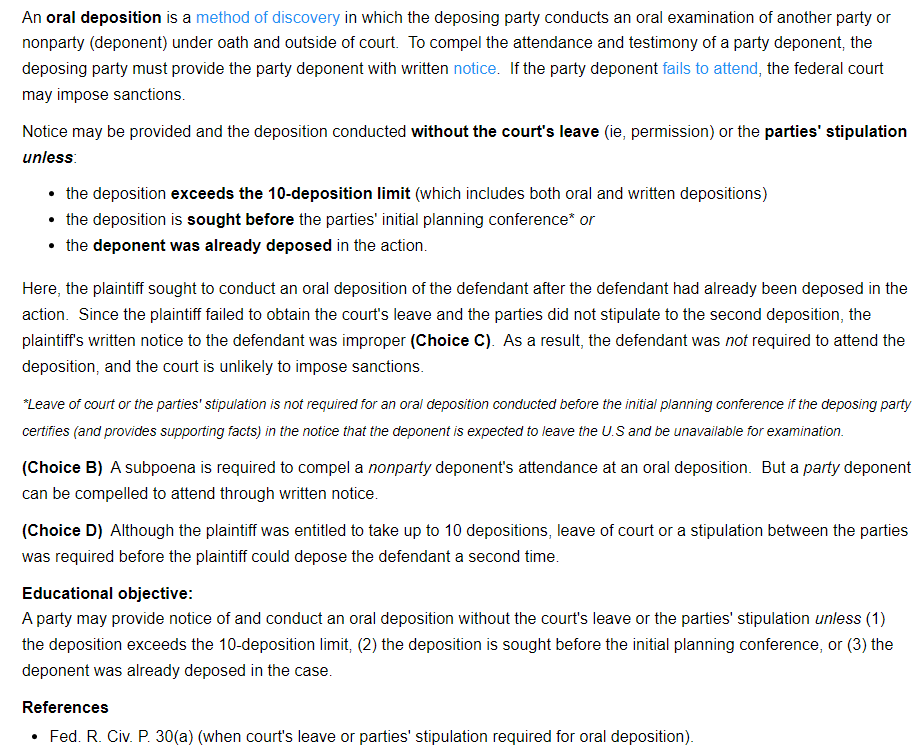 An oral deposition is a method of discovery in which the deposing party conducts an oral examination of another party or
nonparty (deponent) under oath and outside of court.  To compel the attendance and testimony of a party deponent, the
deposing party must provide the party deponent with written notice.  If the party deponent fails to attend, the federal court
may impose sanctions.
Notice may be provided and the deposition conducted without the court's leave (ie, permission) or the parties' stipulation
unless:
• the deposition exceeds the 10-deposition limit (which includes both oral and written depositions)
• the deposition is sought before the parties' initial planning conference* or
• the deponent was already deposed in the action.
Here, the plaintiff sought to conduct an oral deposition of the defendant after the defendant had already been deposed in the
action.  Since the plaintiff failed to obtain the court's leave and the parties did not stipulate to the second deposition, the
plaintiff's written notice to the defendant was improper (Choice C).  As a result, the defendant was not required to attend the
deposition, and the court is unlikely to impose sanctions.
*Leave of court or the parties' stipulation is not required for an oral deposition conducted before the initial planning conference if the deposing party
certifies (and provides supporting facts) in the notice that the deponent is expected to leave the U.S and be unavailable for examination.
(Choice B)  A subpoena is required to compel a nonparty deponent's attendance at an oral deposition.  But a party deponent
can be compelled to attend through written notice.
(Choice D)  Although the plaintiff was entitled to take up to 10 depositions, leave of court or a stipulation between the parties
was required before the plaintiff could depose the defendant a second time.
Educational objective:
A party may provide notice of and conduct an oral deposition without the court's leave or the parties' stipulation unless (1)
the deposition exceeds the 10-deposition limit, (2) the deposition is sought before the initial planning conference, or (3) the
deponent was already deposed in the case.
References
• Fed. R. Civ. P. 30(a) (when court's leave or parties' stipulation required for oral deposition).